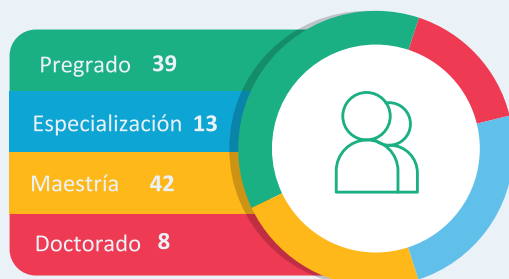 Pregrado 39
Especialización 13
Maestría 42
Doctorado 8